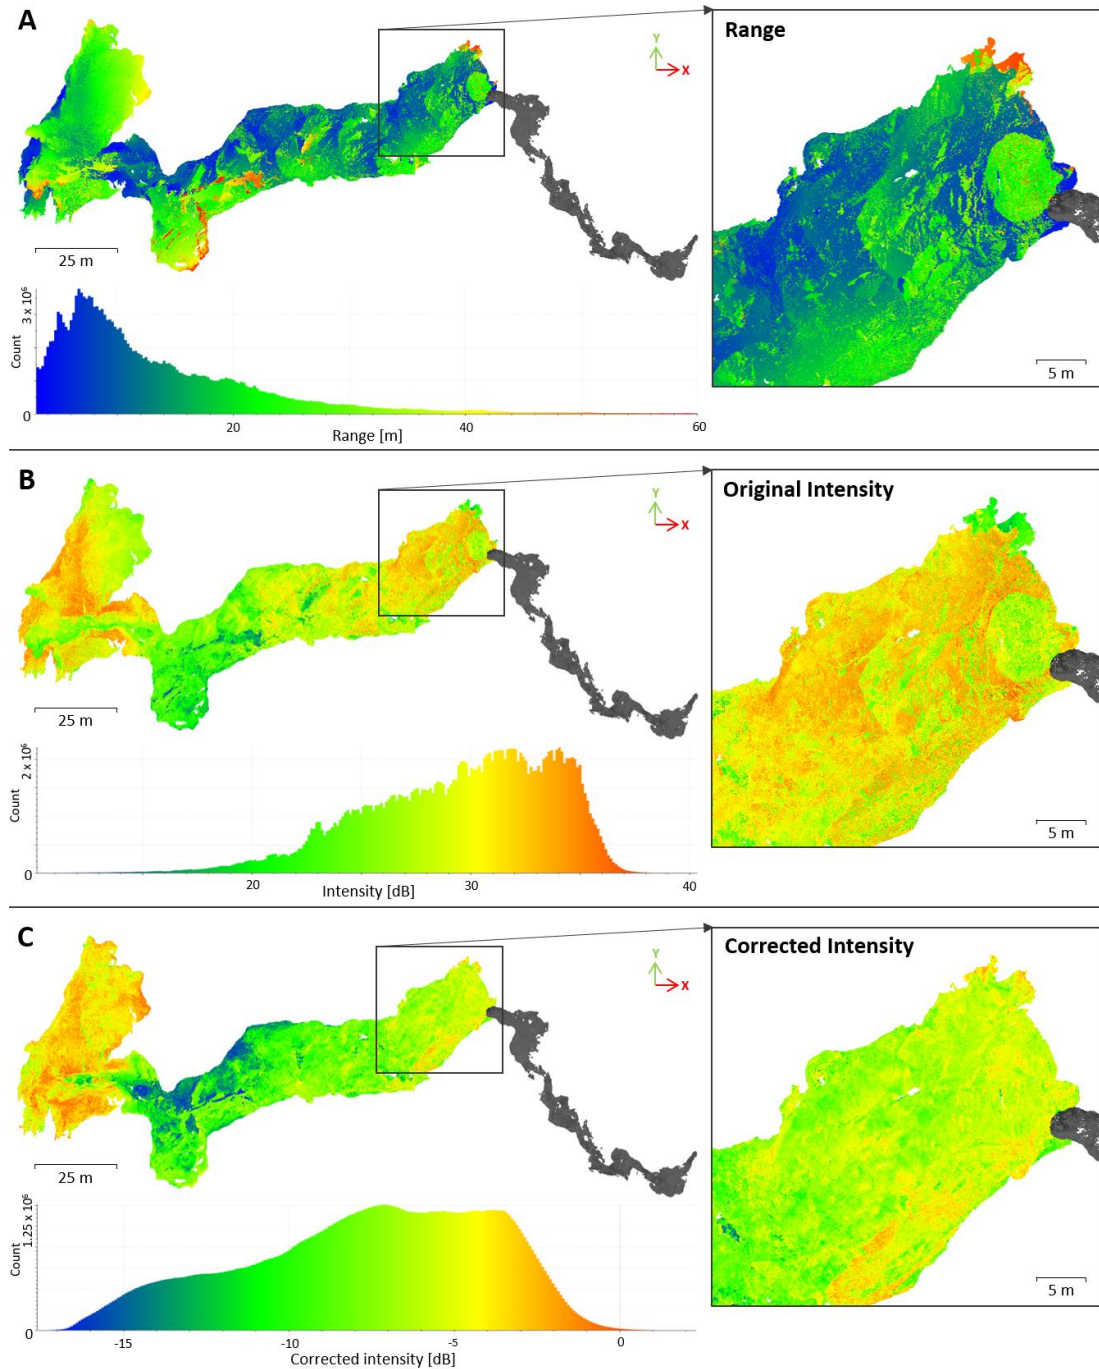 A
Range
Y
X
25 m
5 m
3 x 10⁶
Count
0
20
40
60
Range [m]
B
Original Intensity
Y
X
25 m
5 m
2 x 10⁶
Count
0
20
30
40
Intensity [dB]
C
Corrected Intensity
Y
X
25 m
5 m
1.25 x 10⁶
Count
0
-15
-10
-5
0
Corrected intensity [dB]